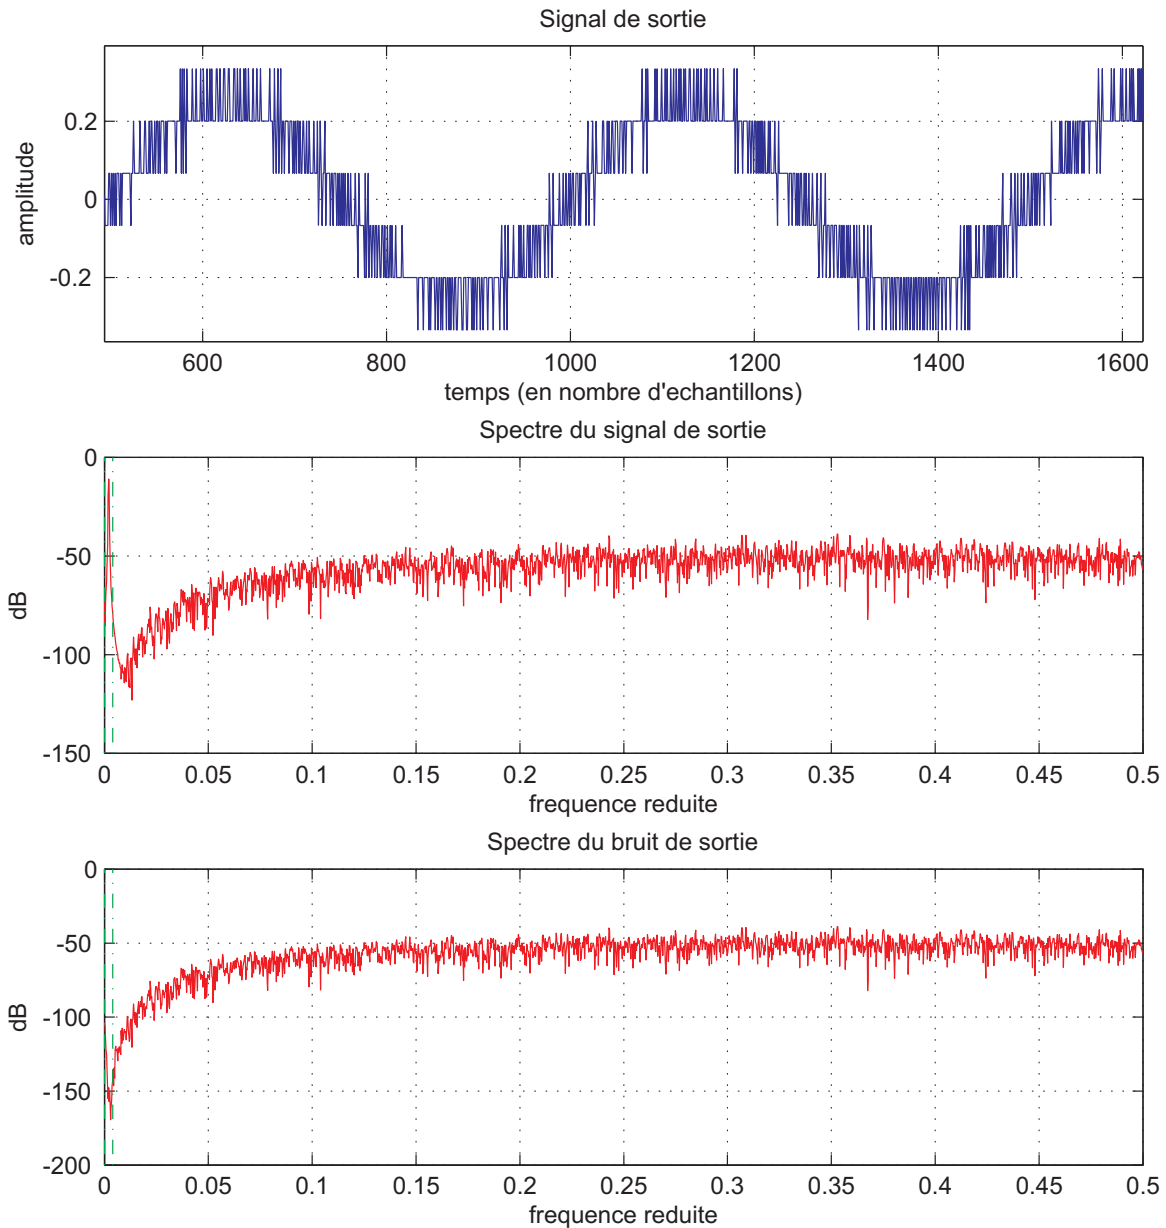 Signal de sortie
amplitude
0.2
0
-0.2
600 800 1000 1200 1400 1600
temps (en nombre d'echantillons)
Spectre du signal de sortie
dB
0
-50
-100
-150
0 0.05 0.1 0.15 0.2 0.25 0.3 0.35 0.4 0.45 0.5
frequence reduite
Spectre du bruit de sortie
dB
0
-50
-100
-150
-200
0 0.05 0.1 0.15 0.2 0.25 0.3 0.35 0.4 0.45 0.5
frequence reduite